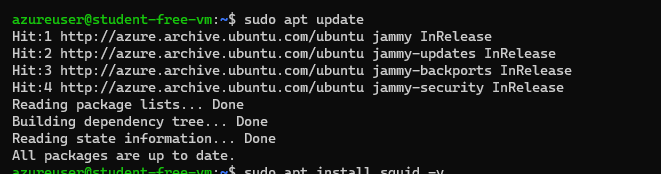 azureuser@student-free-vm:~$ sudo apt update
Hit:1 http://azure.archive.ubuntu.com/ubuntu jammy InRelease
Hit:2 http://azure.archive.ubuntu.com/ubuntu jammy-updates InRelease
Hit:3 http://azure.archive.ubuntu.com/ubuntu jammy-backports InRelease
Hit:4 http://azure.archive.ubuntu.com/ubuntu jammy-security InRelease
Reading package lists... Done
Building dependency tree... Done
Reading state information... Done
All packages are up to date.
azureuser@student-free-vm:~$ sudo apt install squid -y